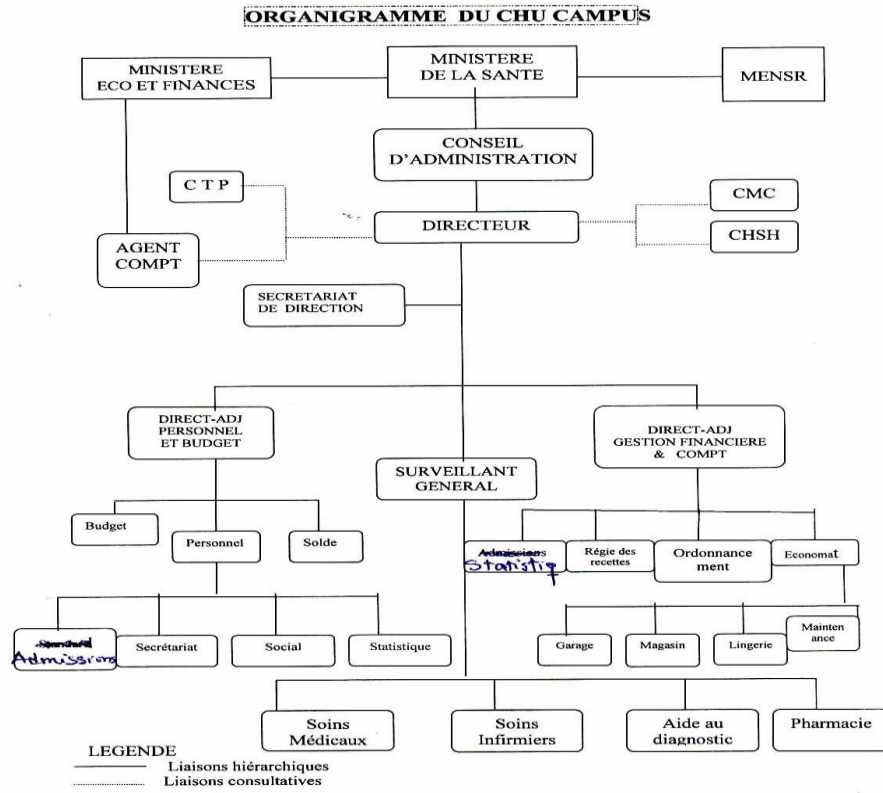 ORGANIGRAMME DU CHU CAMPUS
MINISTERE
ECO ET FINANCES
MINISTERE
DE LA SANTE
MENSR
CONSEIL
D'ADMINISTRATION
C T P
CMC
DIRECTEUR
AGENT
COMPT
CHSH
SECRETARIAT
DE DIRECTION
DIRECT-ADJ
PERSONNEL
ET BUDGET
DIRECT-ADJ
GESTION FINANCIERE
& COMPT
SURVEILLANT
GENERAL
Budget
Personnel
Solde
Admissions
Statistiq
Régie des
recettes
Ordonnance
ment
Economat
Admissions
Secrétariat
Social
Statistique
Garage
Magasin
Lingerie
Mainten
ance
Soins
Médicaux
Soins
Infirmiers
Aide au
diagnostic
Pharmacie
LEGENDE
Liaisons hiérarchiques
Liaisons consultatives